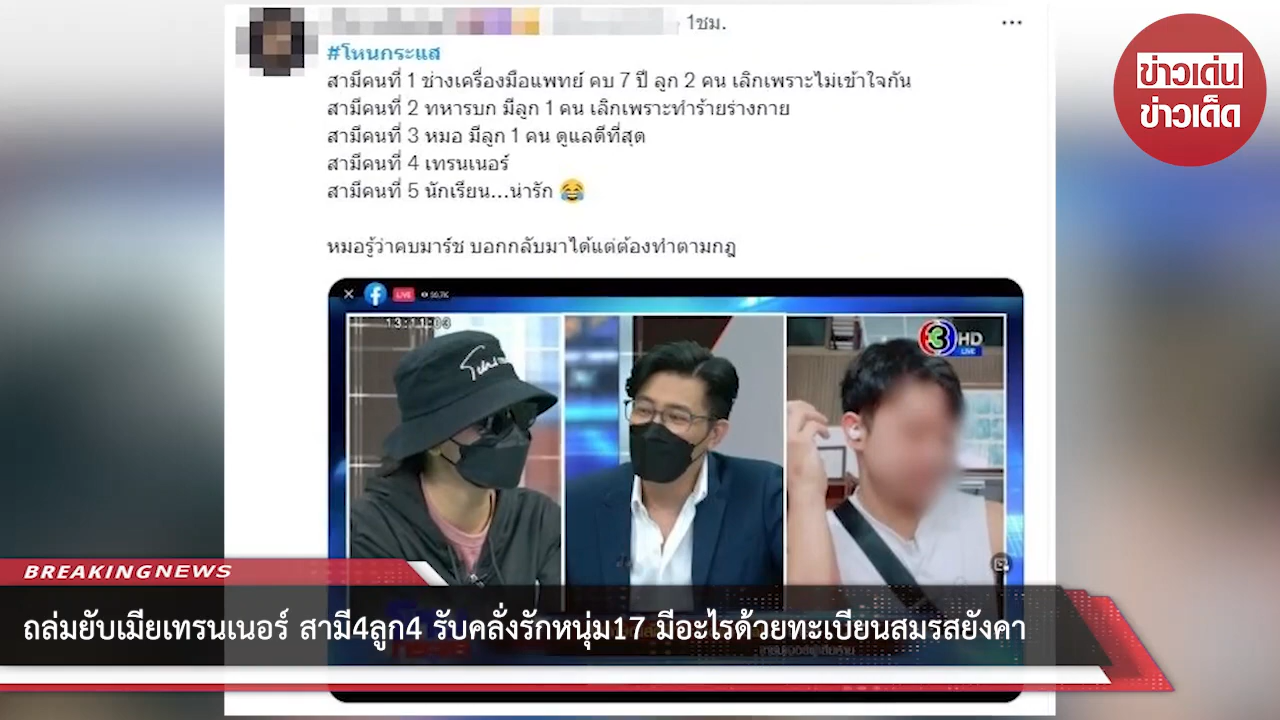 1ชม.
#โหนกระแส
สามีคนที่ 1 ช่างเครื่องมือแพทย์ คบ 7 ปี ลูก 2 คน เลิกเพราะไม่เข้าใจกัน
สามีคนที่ 2 ทหารบก มีลูก 1 คน เลิกเพราะทำร้ายร่างกาย
สามีคนที่ 3 หมอ มีลูก 1 คน ดูแลดีที่สุด
สามีคนที่ 4 เทรนเนอร์
สามีคนที่ 5 นักเรียน...น่ารัก 😂
หมอรู้ว่าคบมาร์ช บอกกลับมาได้แต่ต้องทำตามกฎ
ข่าวเด่น
ข่าวเด็ด
LIVE
13:11:03
3 HD
LIVE
BREAKING NEWS
ถล่มยับเมียเทรนเนอร์ สามี4ลูก4 รับคลั่งรักหนุ่ม17 มีอะไรด้วยทะเบียนสมรสยังคา